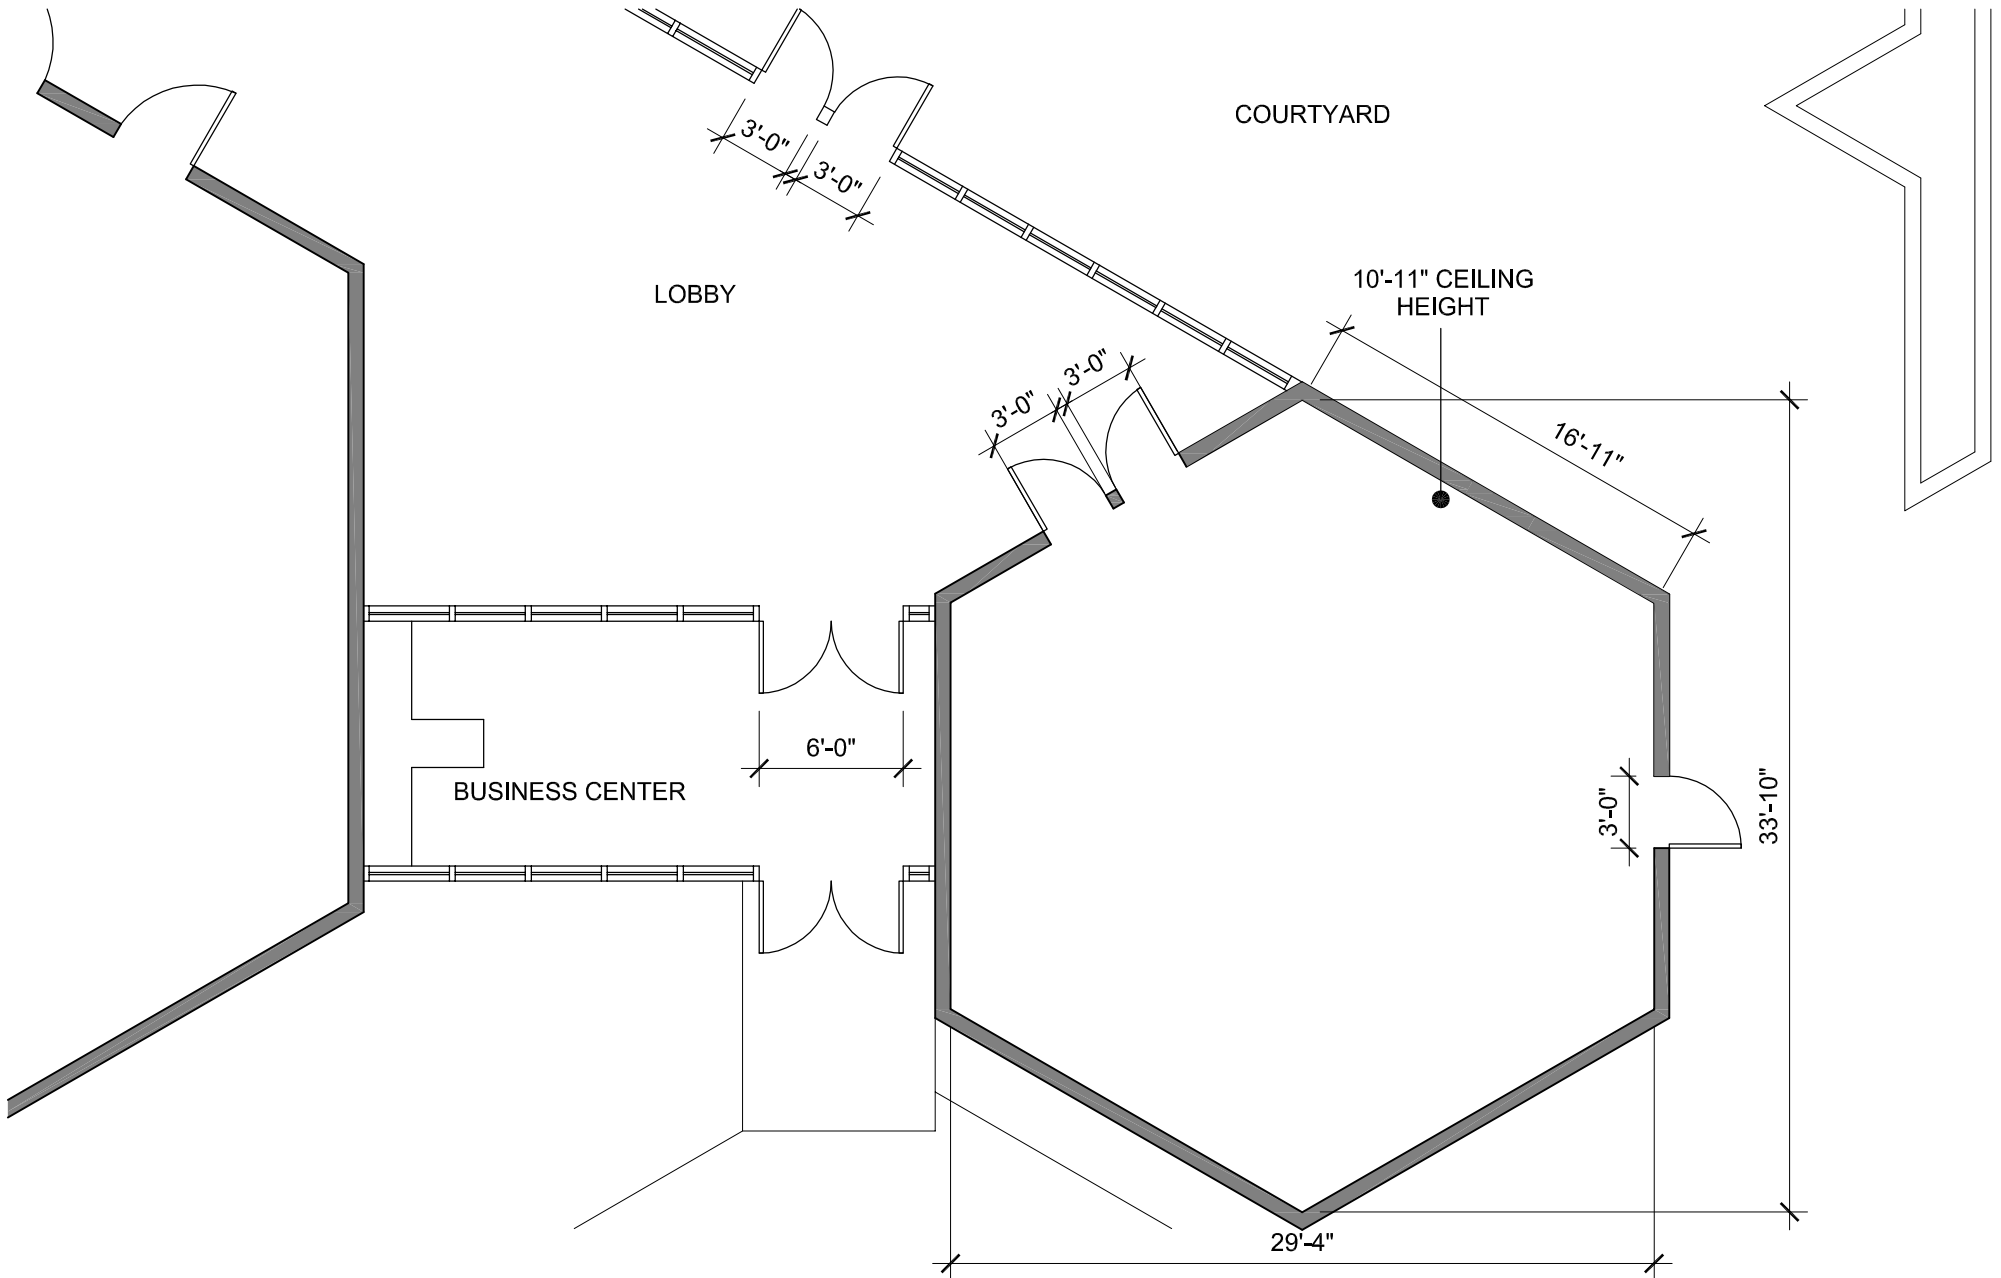 COURTYARD
3'-0"
3'-0"
10'-11" CEILING
HEIGHT
LOBBY
3'-0"
3'-0"
16'-11"
6'-0"
BUSINESS CENTER
3'-0"
33'-10"
29'-4"